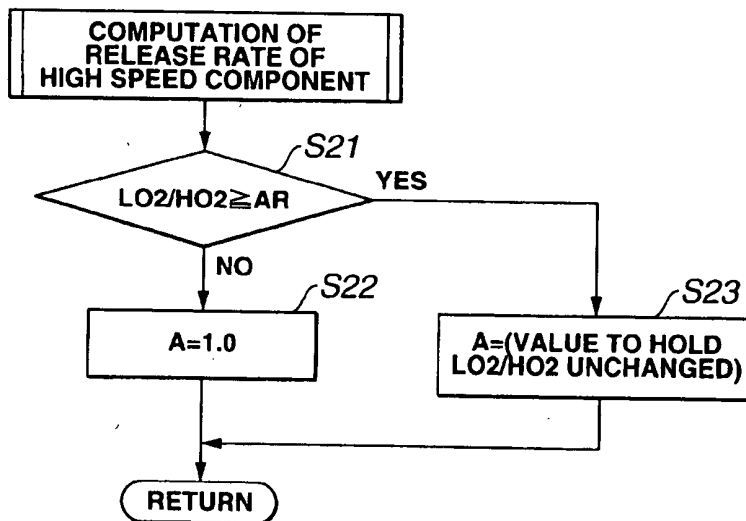 COMPUTATION OF
RELEASE RATE OF
HIGH SPEED COMPONENT
S21
LO2/HO2≧AR
YES
NO
S22
A=1.0
S23
A=(VALUE TO HOLD
LO2/HO2 UNCHANGED)
RETURN